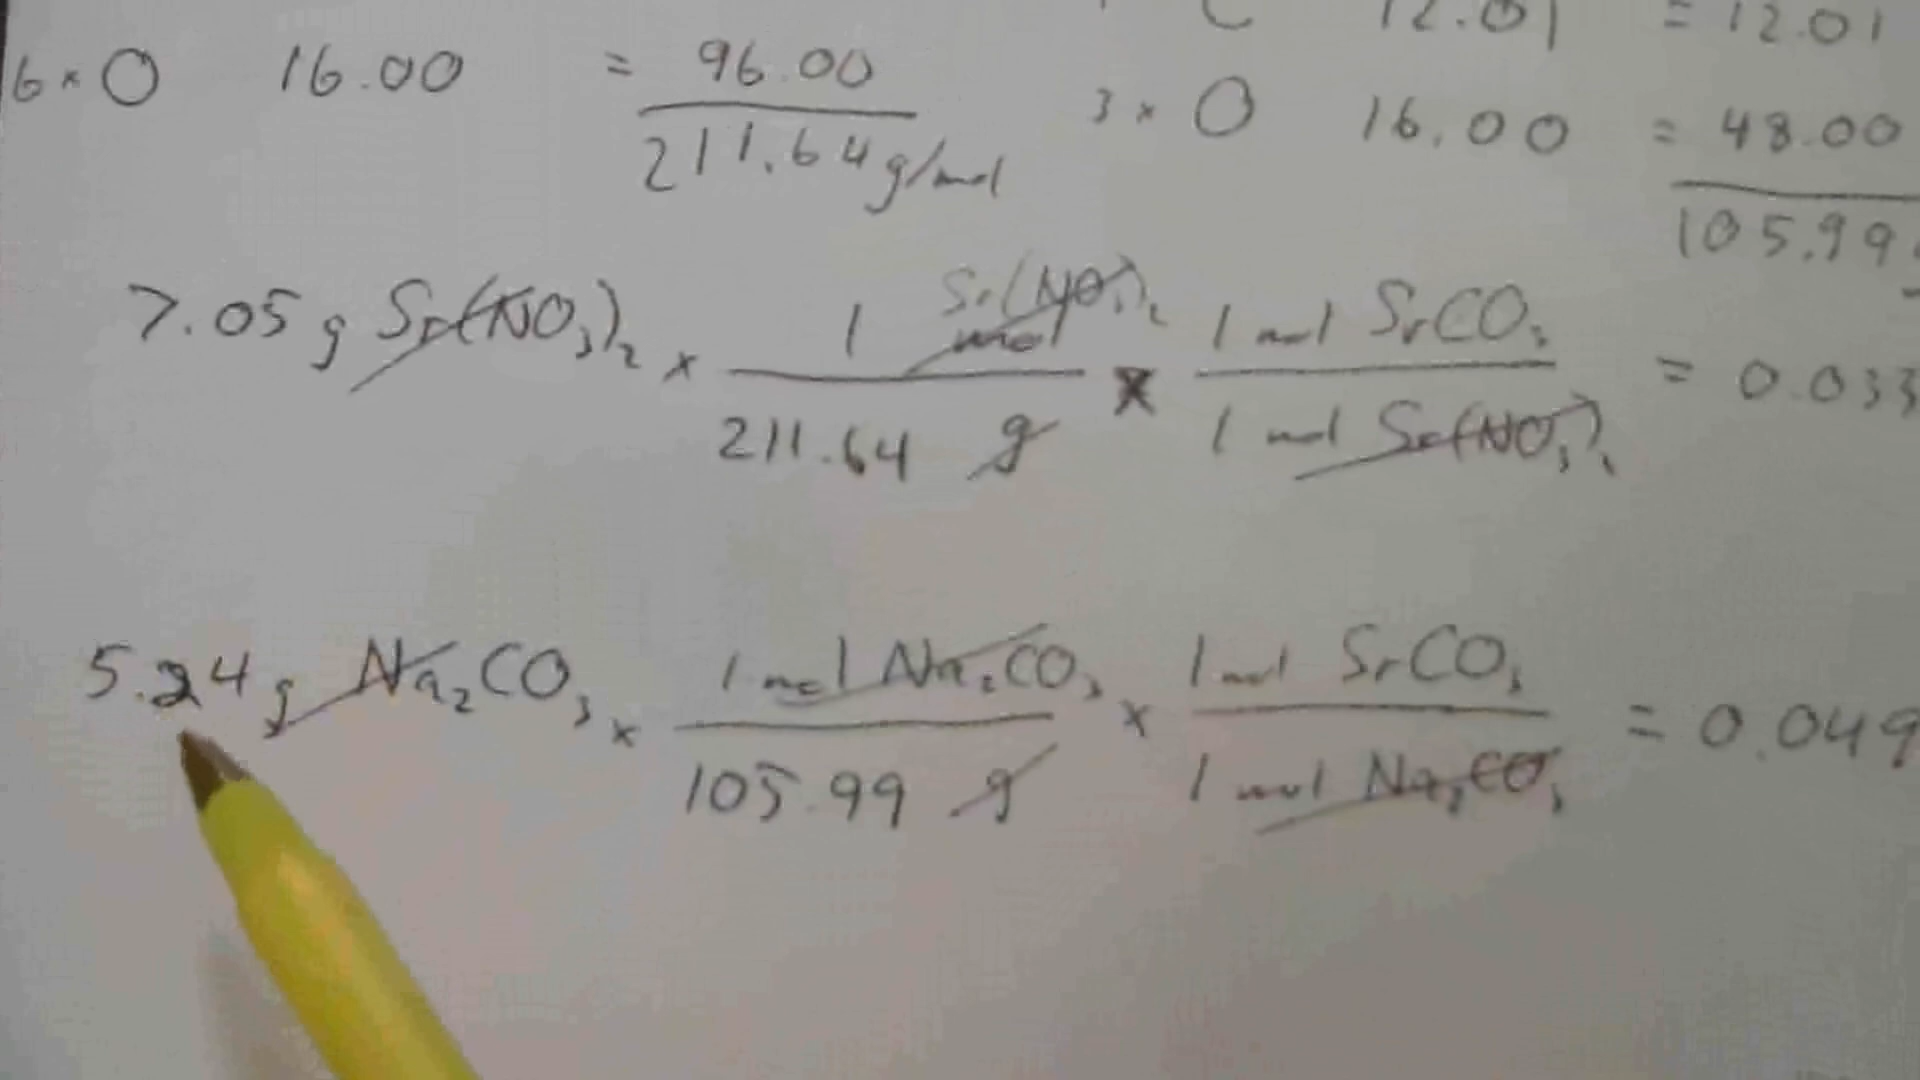 C 12.01 = 12.01
6 × O 16.00 = 96.00
3 × O 16.00 = 48.00
211.64 g/mol
105.99
7.05 g Sr(NO3)2 × 1 mol Sr(NO3)2 / 211.64 g × 1 mol SrCO3 / 1 mol Sr(NO3)2 = 0.033
5.24 g Na2CO3 × 1 mol Na2CO3 / 105.99 g × 1 mol SrCO3 / 1 mol Na2CO3 = 0.049